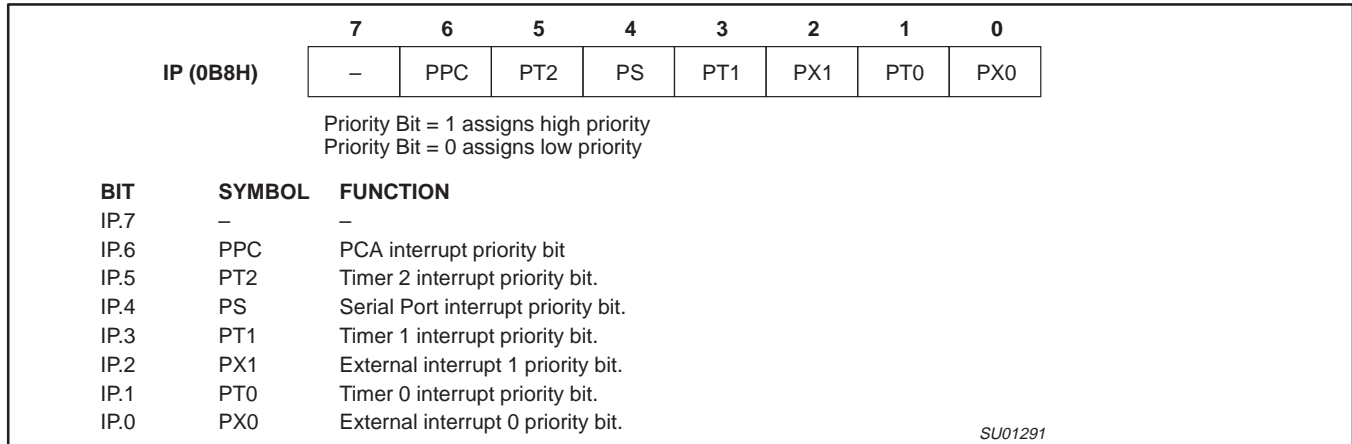 7 6 5 4 3 2 1 0
IP (0B8H) – PPC PT2 PS PT1 PX1 PT0 PX0
Priority Bit = 1 assigns high priority
Priority Bit = 0 assigns low priority
BIT SYMBOL FUNCTION
IP.7 – –
IP.6 PPC PCA interrupt priority bit
IP.5 PT2 Timer 2 interrupt priority bit.
IP.4 PS Serial Port interrupt priority bit.
IP.3 PT1 Timer 1 interrupt priority bit.
IP.2 PX1 External interrupt 1 priority bit.
IP.1 PT0 Timer 0 interrupt priority bit.
IP.0 PX0 External interrupt 0 priority bit.
SU01291